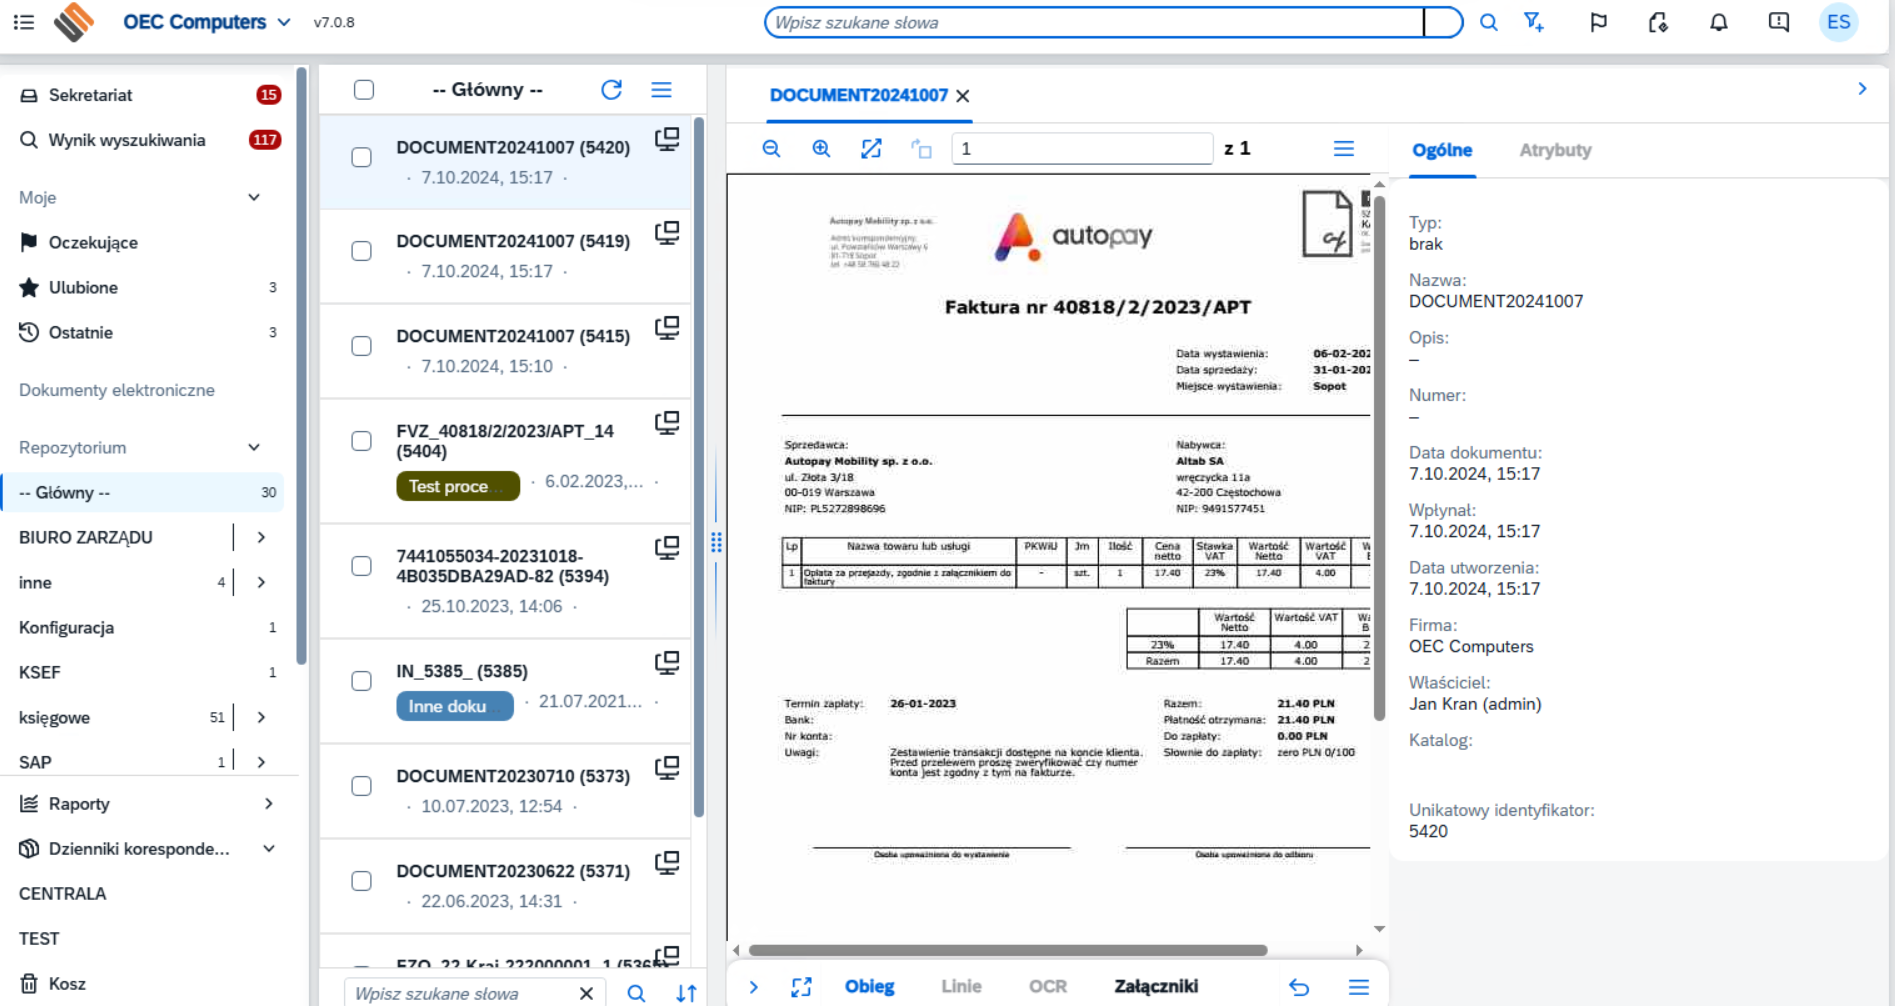 OEC Computers v7.0.8
Wpisz szukane słowa
ES
Sekretariat 15
Wynik wyszukiwania 117
Moje
Oczekujące
Ulubione 3
Ostatnie 3
Dokumenty elektroniczne
Repozytorium
-- Główny -- 30
BIURO ZARZĄDU
inne 4
Konfiguracja 1
KSEF 1
księgowe 51
SAP 1
Raporty
Dzienniki koresponde...
CENTRALA
TEST
Kosz
-- Główny --
DOCUMENT20241007 (5420)
· 7.10.2024, 15:17 ·
DOCUMENT20241007 (5419)
· 7.10.2024, 15:17 ·
DOCUMENT20241007 (5415)
· 7.10.2024, 15:10 ·
FVZ_40818/2/2023/APT_14
(5404)
Test proce · 6.02.2023,... ·
7441055034-20231018-
4B035DBA29AD-82 (5394)
· 25.10.2023, 14:06 ·
IN_5385_ (5385)
Inne doku · 21.07.2021... ·
DOCUMENT20230710 (5373)
· 10.07.2023, 12:54 ·
DOCUMENT20230622 (5371)
· 22.06.2023, 14:31 ·
Wpisz szukane słowa
DOCUMENT20241007
1 z 1
Autopay Mobility sp. z o.o.
Adres korespondencyjny:
ul. Powstańców Warszawy 6
81-718 Sopot
autopay
Faktura nr 40818/2/2023/APT
Data wystawienia: 06-02-202
Data sprzedaży: 31-01-202
Miejsce wystawienia: Sopot
Sprzedawca:
Autopay Mobility sp. z o.o.
ul. Złota 3/18
00-019 Warszawa
NIP: PL5272898696
Nabywca:
Altab SA
wręczycka 11a
42-200 Częstochowa
NIP: 9491577451
Lp Nazwa towaru lub usługi PKWiU Jm Ilość Cena netto Stawka VAT Wartość Netto Wartość VAT
1 Opłata za przejazdy, zgodnie z załącznikiem do faktury - szt. 1 17.40 23% 17.40 4.00
Wartość Netto Wartość VAT
23% 17.40 4.00
Razem 17.40 4.00
Termin zapłaty: 26-01-2023
Bank:
Nr konta:
Uwagi: Zestawienie transakcji dostępne na koncie klienta.
Przed przelewem proszę zweryfikować czy numer
konta jest zgodny z tym na fakturze.
Razem: 21.40 PLN
Płatność otrzymana: 21.40 PLN
Do zapłaty: 0.00 PLN
Słownie do zapłaty: zero PLN 0/100
Osoba upoważniona do wystawienia
Osoba upoważniona do odbioru
Obieg Linie OCR Załączniki
Ogólne Atrybuty
Typ:
brak
Nazwa:
DOCUMENT20241007
Opis:
–
Numer:
–
Data dokumentu:
7.10.2024, 15:17
Wpłynął:
7.10.2024, 15:17
Data utworzenia:
7.10.2024, 15:17
Firma:
OEC Computers
Właściciel:
Jan Kran (admin)
Katalog:
Unikatowy identyfikator:
5420